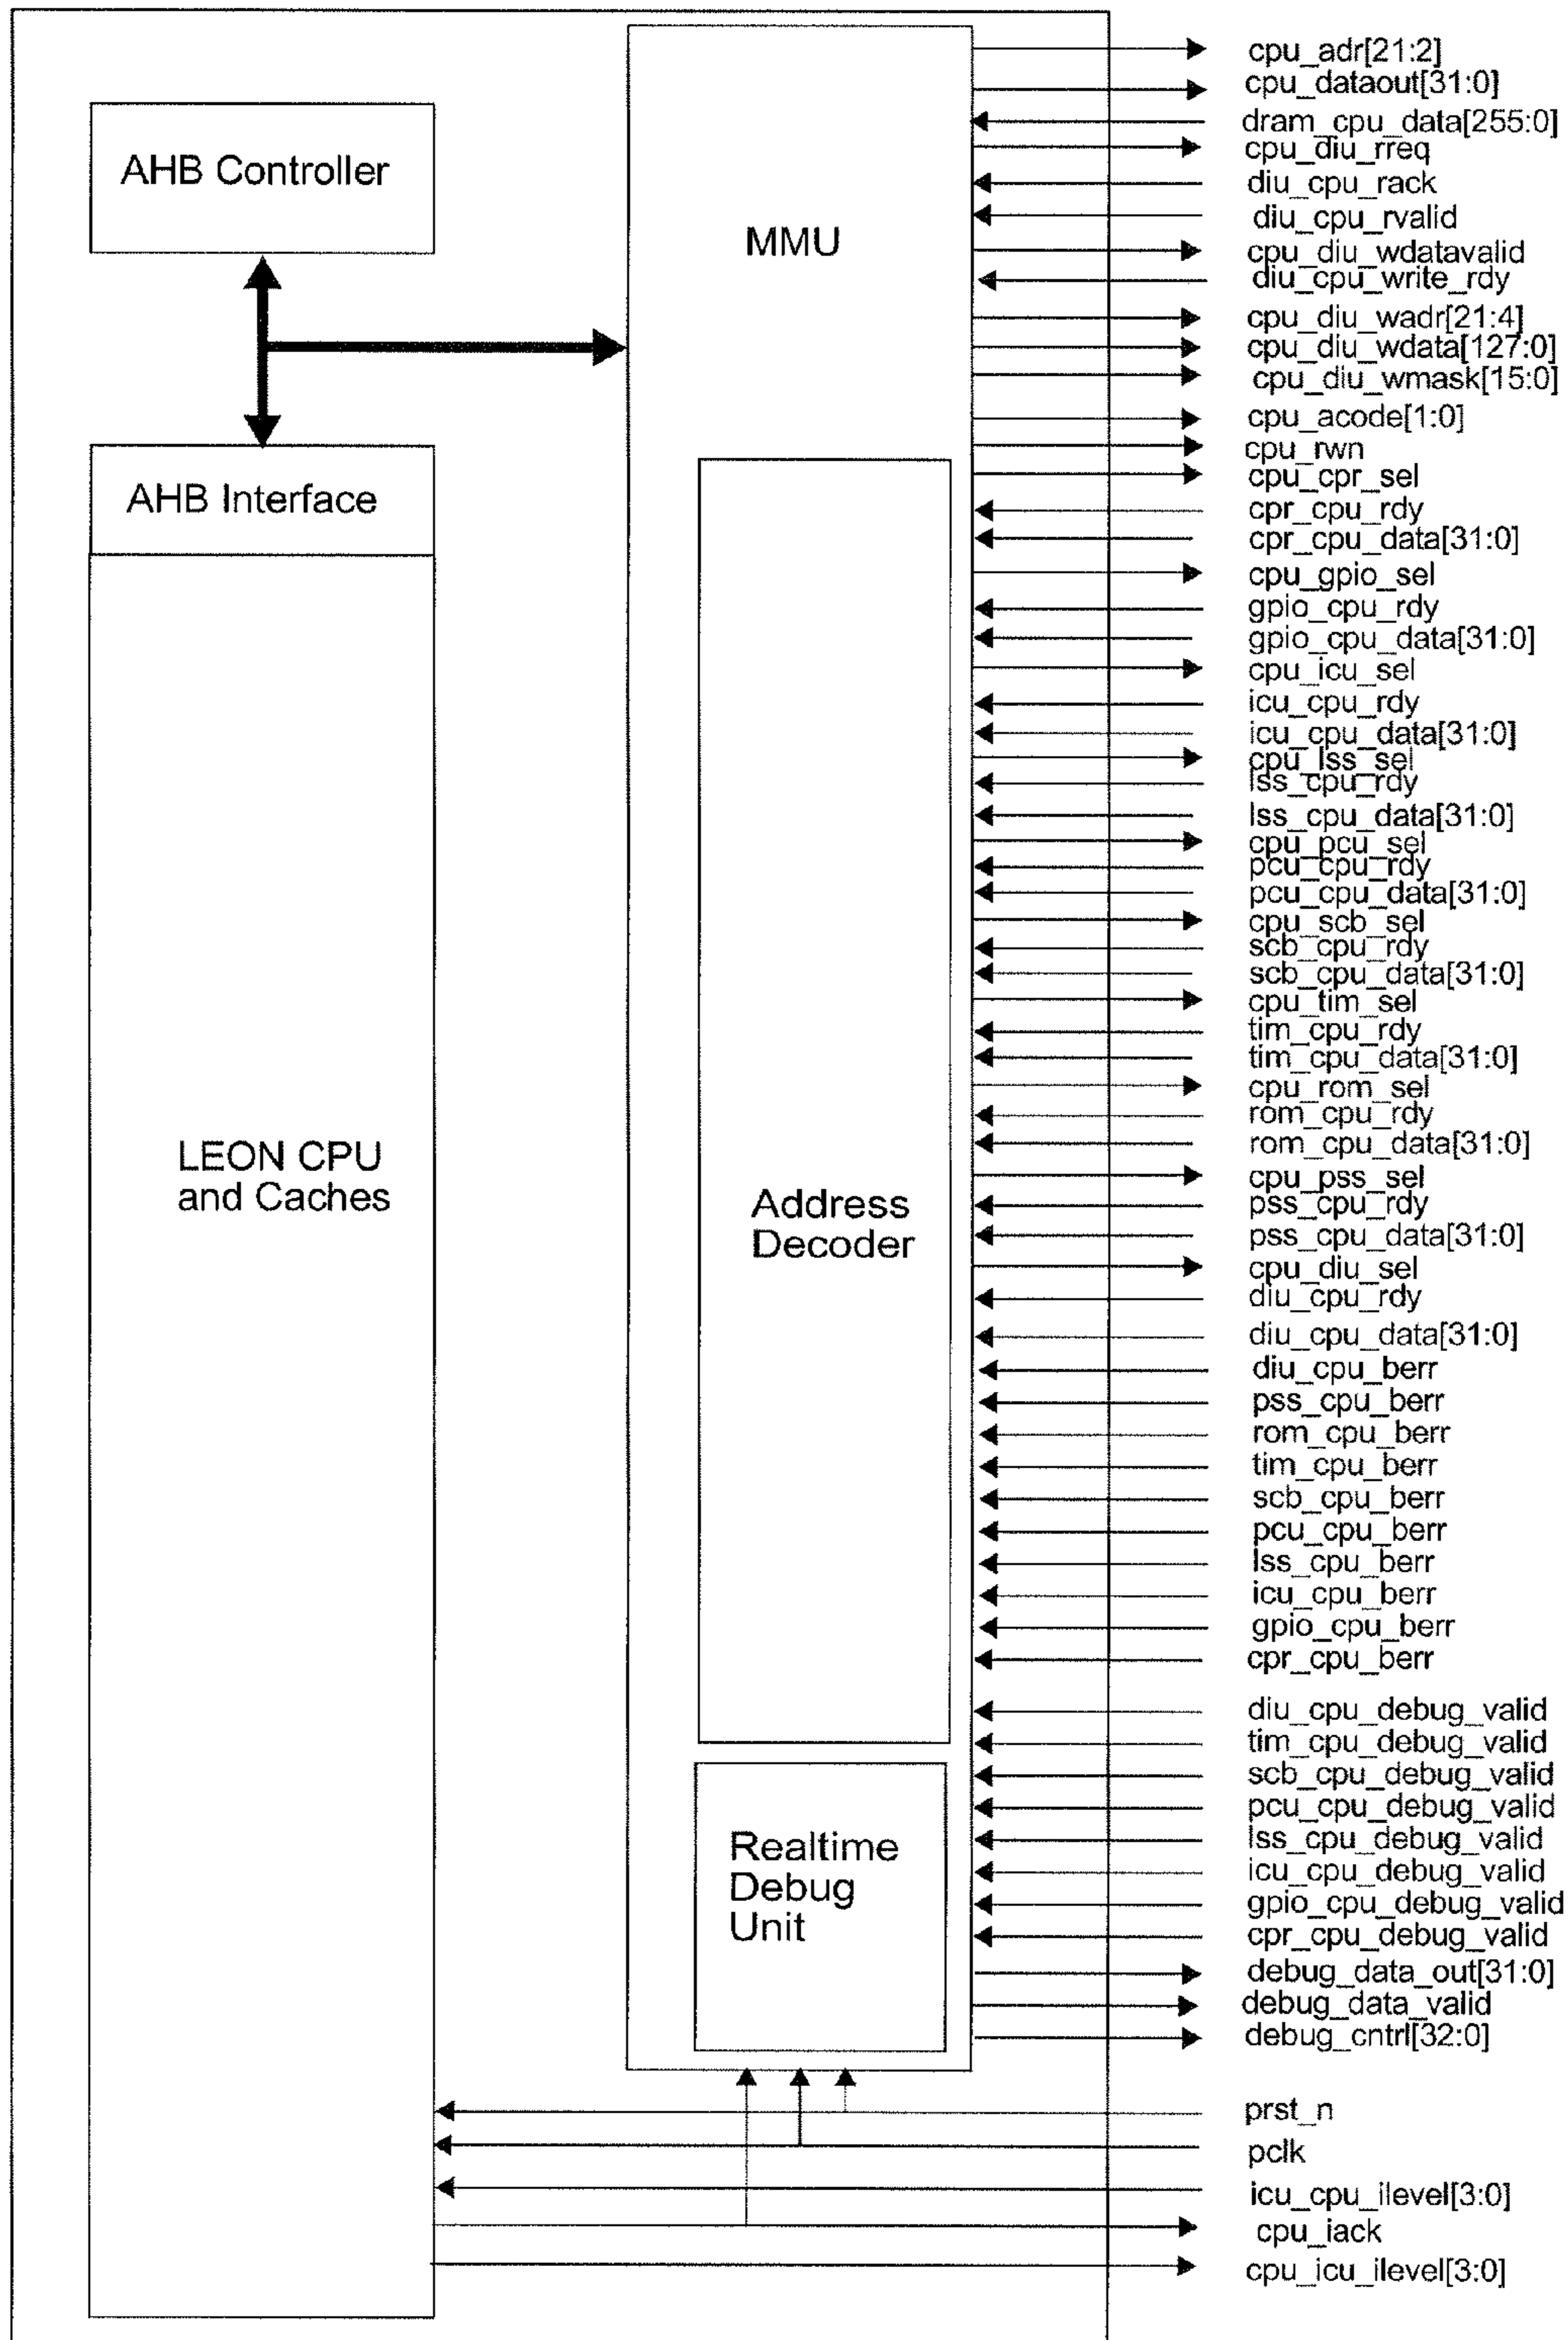 AHB Controller
AHB Interface
LEON CPU
and Caches
MMU
Address
Decoder
Realtime
Debug
Unit
cpu_adr[21:2]
cpu_dataout[31:0]
dram_cpu_data[255:0]
cpu_diu_rreq
diu_cpu_rack
diu_cpu_rvalid
cpu_diu_wdatavalid
diu_cpu_write_rdy
cpu_diu_wadr[21:4]
cpu_diu_wdata[127:0]
cpu_diu_wmask[15:0]
cpu_acode[1:0]
cpu_rwn
cpu_cpr_sel
cpr_cpu_rdy
cpr_cpu_data[31:0]
cpu_gpio_sel
gpio_cpu_rdy
gpio_cpu_data[31:0]
cpu_icu_sel
icu_cpu_rdy
icu_cpu_data[31:0]
cpu_lss_sel
lss_cpu_rdy
lss_cpu_data[31:0]
cpu_pcu_sel
pcu_cpu_rdy
pcu_cpu_data[31:0]
cpu_scb_sel
scb_cpu_rdy
scb_cpu_data[31:0]
cpu_tim_sel
tim_cpu_rdy
tim_cpu_data[31:0]
cpu_rom_sel
rom_cpu_rdy
rom_cpu_data[31:0]
cpu_pss_sel
pss_cpu_rdy
pss_cpu_data[31:0]
cpu_diu_sel
diu_cpu_rdy
diu_cpu_data[31:0]
diu_cpu_berr
pss_cpu_berr
rom_cpu_berr
tim_cpu_berr
scb_cpu_berr
pcu_cpu_berr
lss_cpu_berr
icu_cpu_berr
gpio_cpu_berr
cpr_cpu_berr
diu_cpu_debug_valid
tim_cpu_debug_valid
scb_cpu_debug_valid
pcu_cpu_debug_valid
lss_cpu_debug_valid
icu_cpu_debug_valid
gpio_cpu_debug_valid
cpr_cpu_debug_valid
debug_data_out[31:0]
debug_data_valid
debug_cntrl[32:0]
prst_n
pclk
icu_cpu_ilevel[3:0]
cpu_iack
cpu_icu_ilevel[3:0]